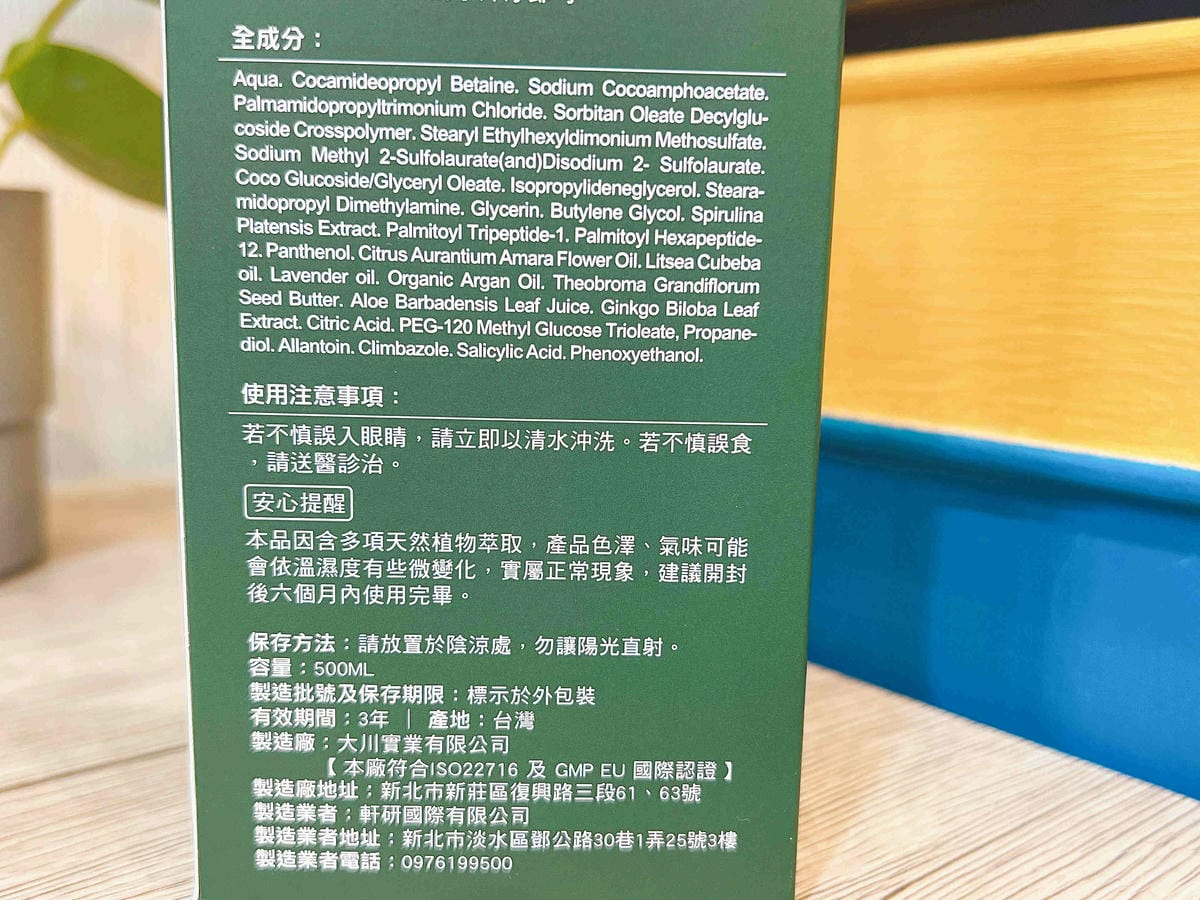 全成分：
Aqua. Cocamideopropyl Betaine. Sodium Cocoamphoacetate.
Palmamidopropyltrimonium Chloride. Sorbitan Oleate Decylglu-
coside Crosspolymer. Stearyl Ethylhexyldimonium Methosulfate.
Sodium Methyl 2-Sulfolaurate(and)Disodium 2- Sulfolaurate.
Coco Glucoside/Glyceryl Oleate. Isopropylideneglycerol. Steara-
midopropyl Dimethylamine. Glycerin. Butylene Glycol. Spirulina
Platensis Extract. Palmitoyl Tripeptide-1. Palmitoyl Hexapeptide-
12. Panthenol. Citrus Aurantium Amara Flower Oil. Litsea Cubeba
oil. Lavender oil. Organic Argan Oil. Theobroma Grandiflorum
Seed Butter. Aloe Barbadensis Leaf Juice. Ginkgo Biloba Leaf
Extract. Citric Acid. PEG-120 Methyl Glucose Trioleate, Propane-
diol. Allantoin. Climbazole. Salicylic Acid. Phenoxyethanol.
使用注意事項：
若不慎誤入眼睛，請立即以清水沖洗。若不慎誤食
，請送醫診治。
安心提醒
本品因含多項天然植物萃取，產品色澤、氣味可能
會依溫濕度有些微變化，實屬正常現象，建議開封
後六個月內使用完畢。
保存方法：請放置於陰涼處，勿讓陽光直射。
容量：500ML
製造批號及保存期限：標示於外包裝
有效期間：3年 ｜ 產地：台灣
製造廠：大川實業有限公司
【 本廠符合ISO22716 及 GMP EU 國際認證 】
製造廠地址：新北市新莊區復興路三段61、63號
製造業者：軒研國際有限公司
製造業者地址：新北市淡水區鄧公路30巷1弄25號3樓
製造業者電話：0976199500